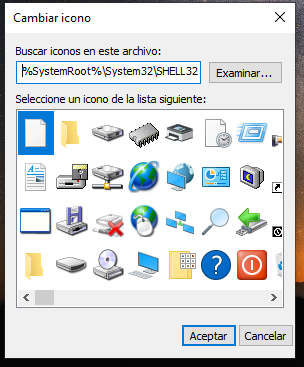 Cambiar icono
Buscar iconos en este archivo:
%SystemRoot%\System32\SHELL32
Examinar...
Seleccione un icono de la lista siguiente:
Aceptar
Cancelar